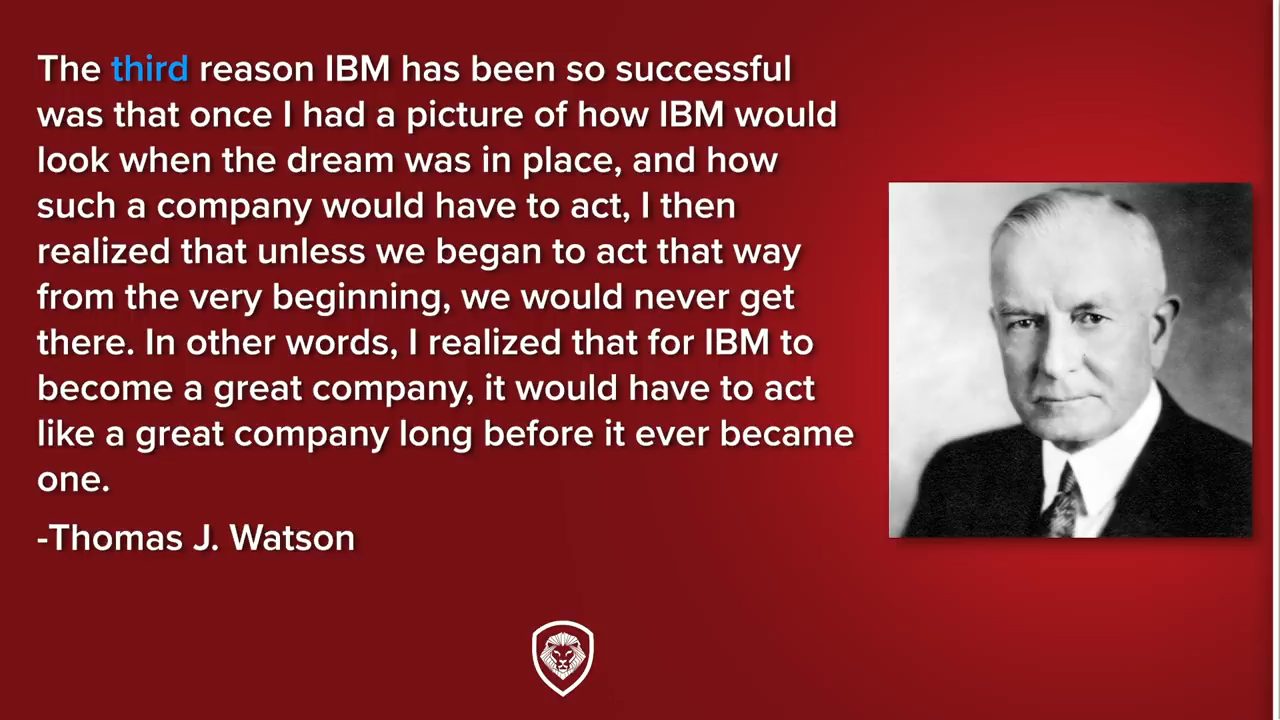 The third reason IBM has been so successful
was that once I had a picture of how IBM would
look when the dream was in place, and how
such a company would have to act, I then
realized that unless we began to act that way
from the very beginning, we would never get
there. In other words, I realized that for IBM to
become a great company, it would have to act
like a great company long before it ever became
one.
-Thomas J. Watson